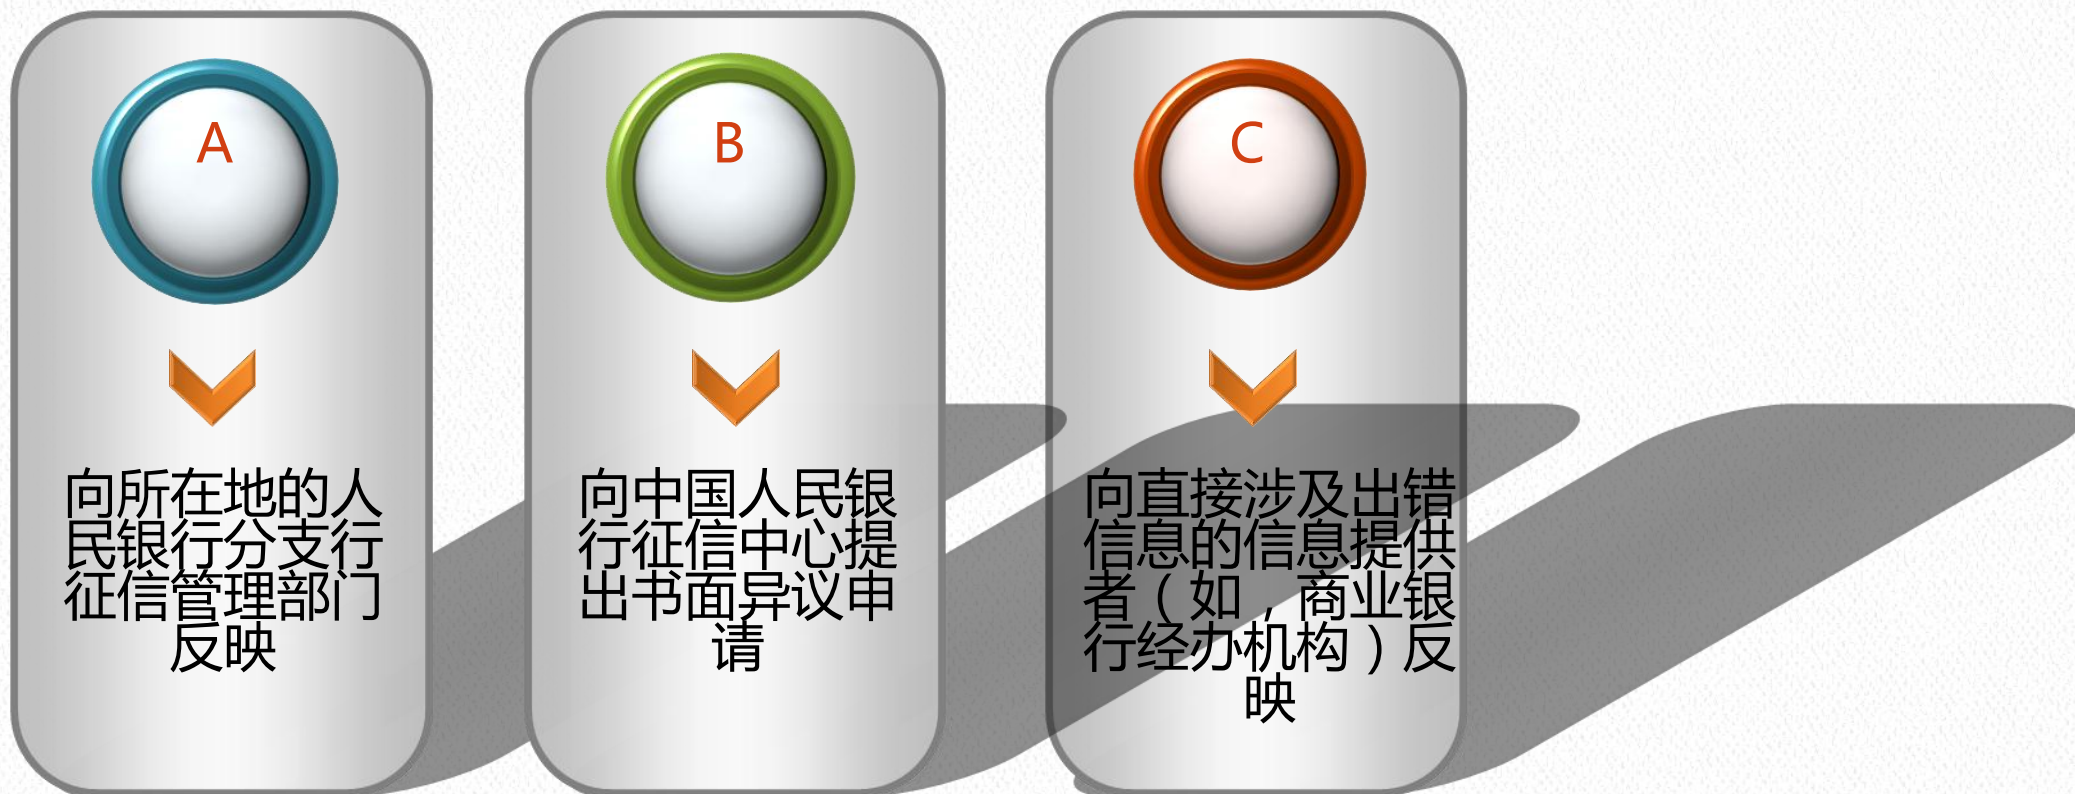 A
向所在地的人
民银行分支行
征信管理部门
反映
B
向中国人民银
行征信中心提
出书面异议申
请
C
向直接涉及出错
信息的信息提供
者（如，商业银
行经办机构）反
映